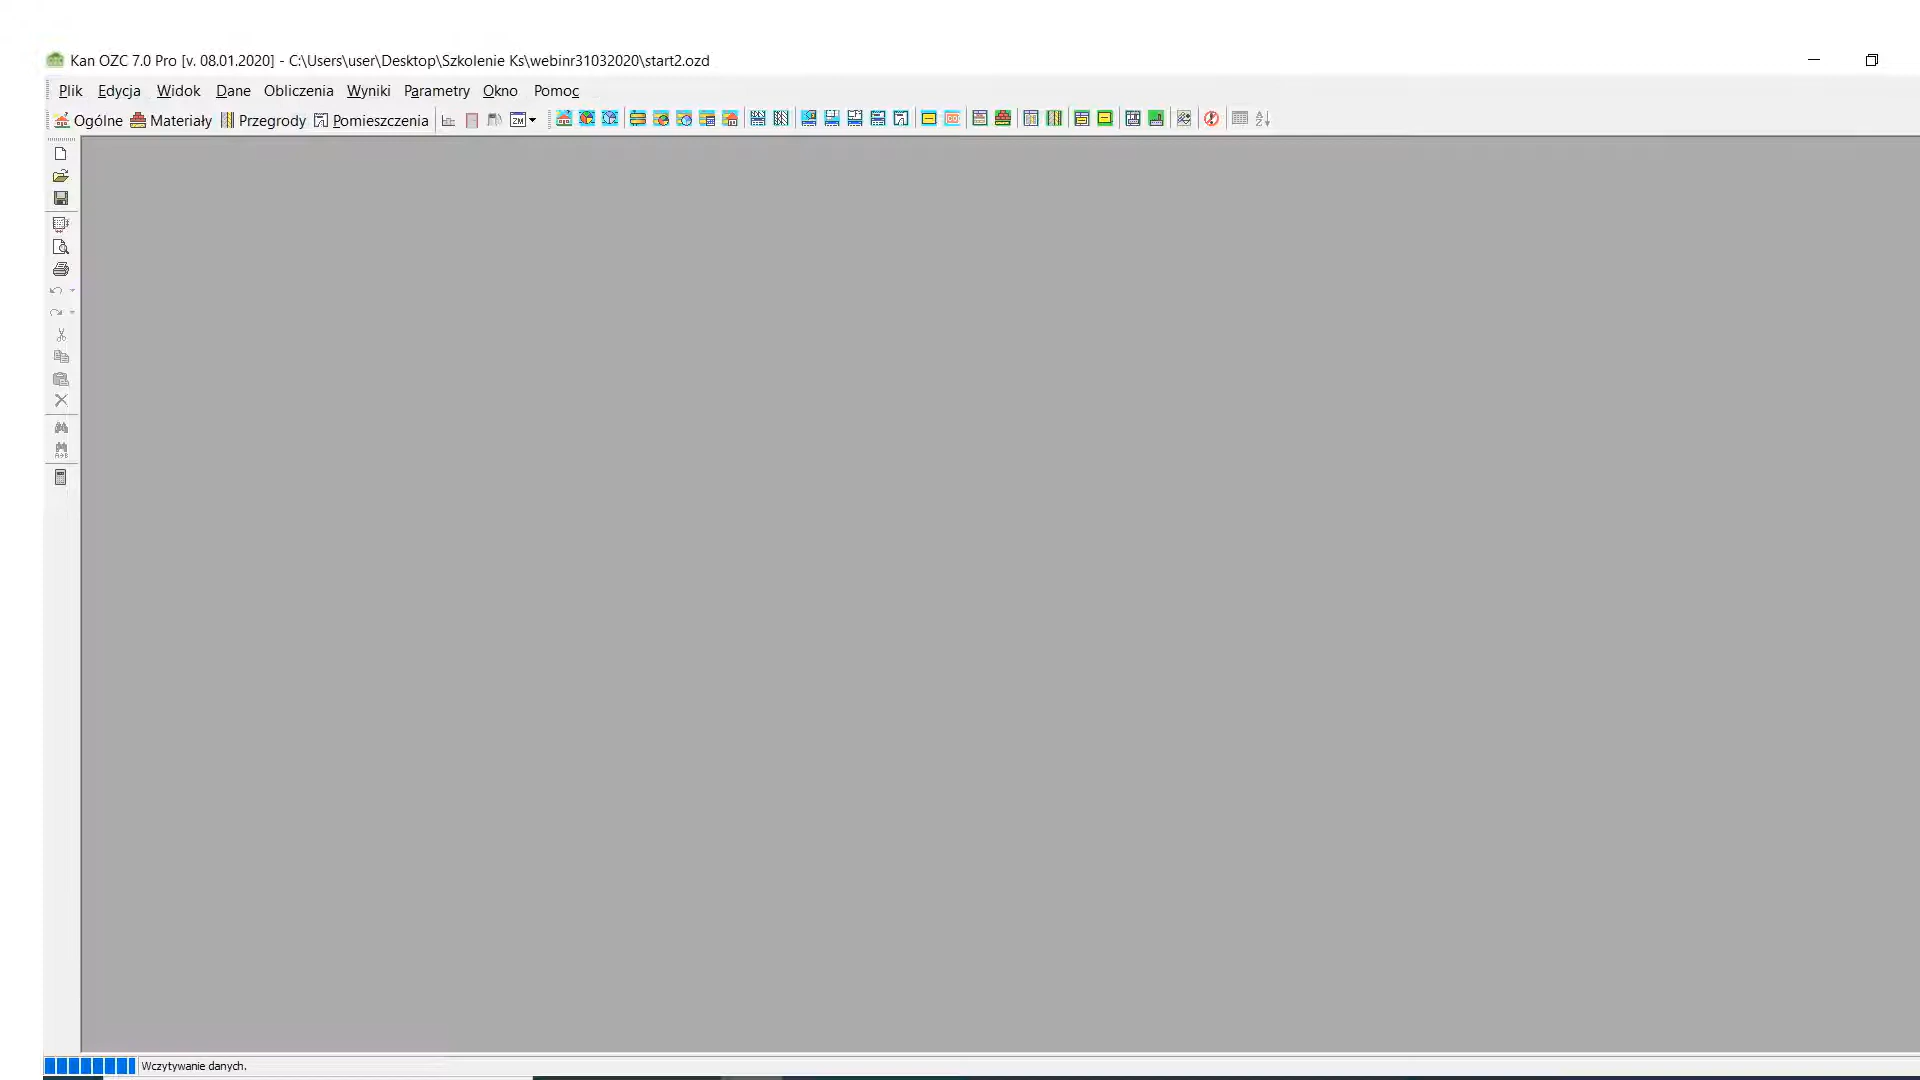 Kan OZC 7.0 Pro [v. 08.01.2020] - C:\Users\user\Desktop\Szkolenie Ks\webinr31032020\start2.ozd
Plik Edycja Widok Dane Obliczenia Wyniki Parametry Okno Pomoc
Ogólne Materiały Przegrody Pomieszczenia ZM
Wczytywanie danych.